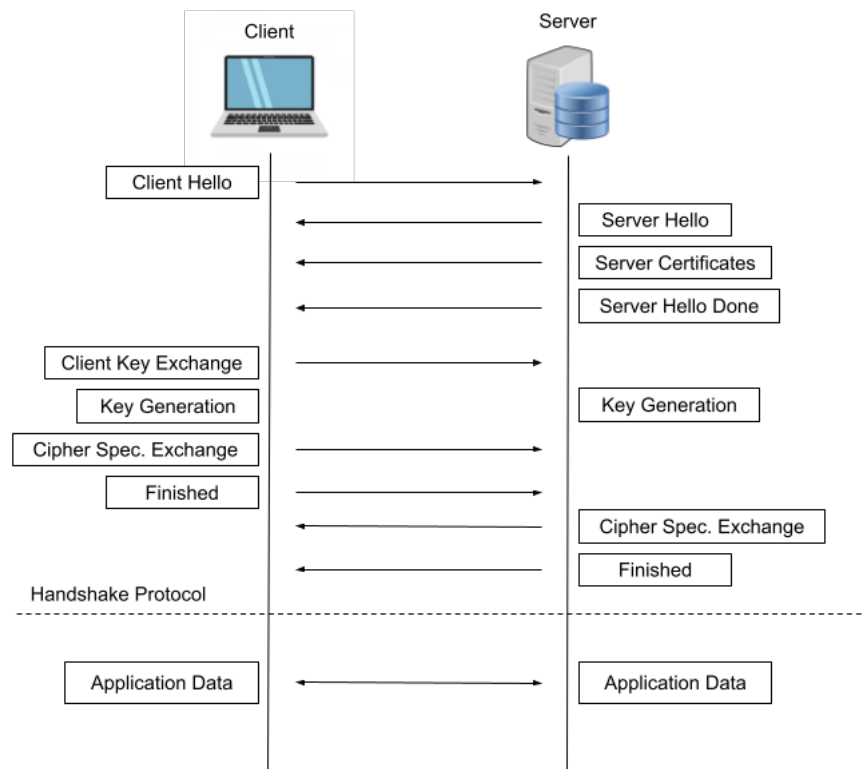 Client
Server
Client Hello
Server Hello
Server Certificates
Server Hello Done
Client Key Exchange
Key Generation
Key Generation
Cipher Spec. Exchange
Finished
Cipher Spec. Exchange
Finished
Handshake Protocol
Application Data
Application Data